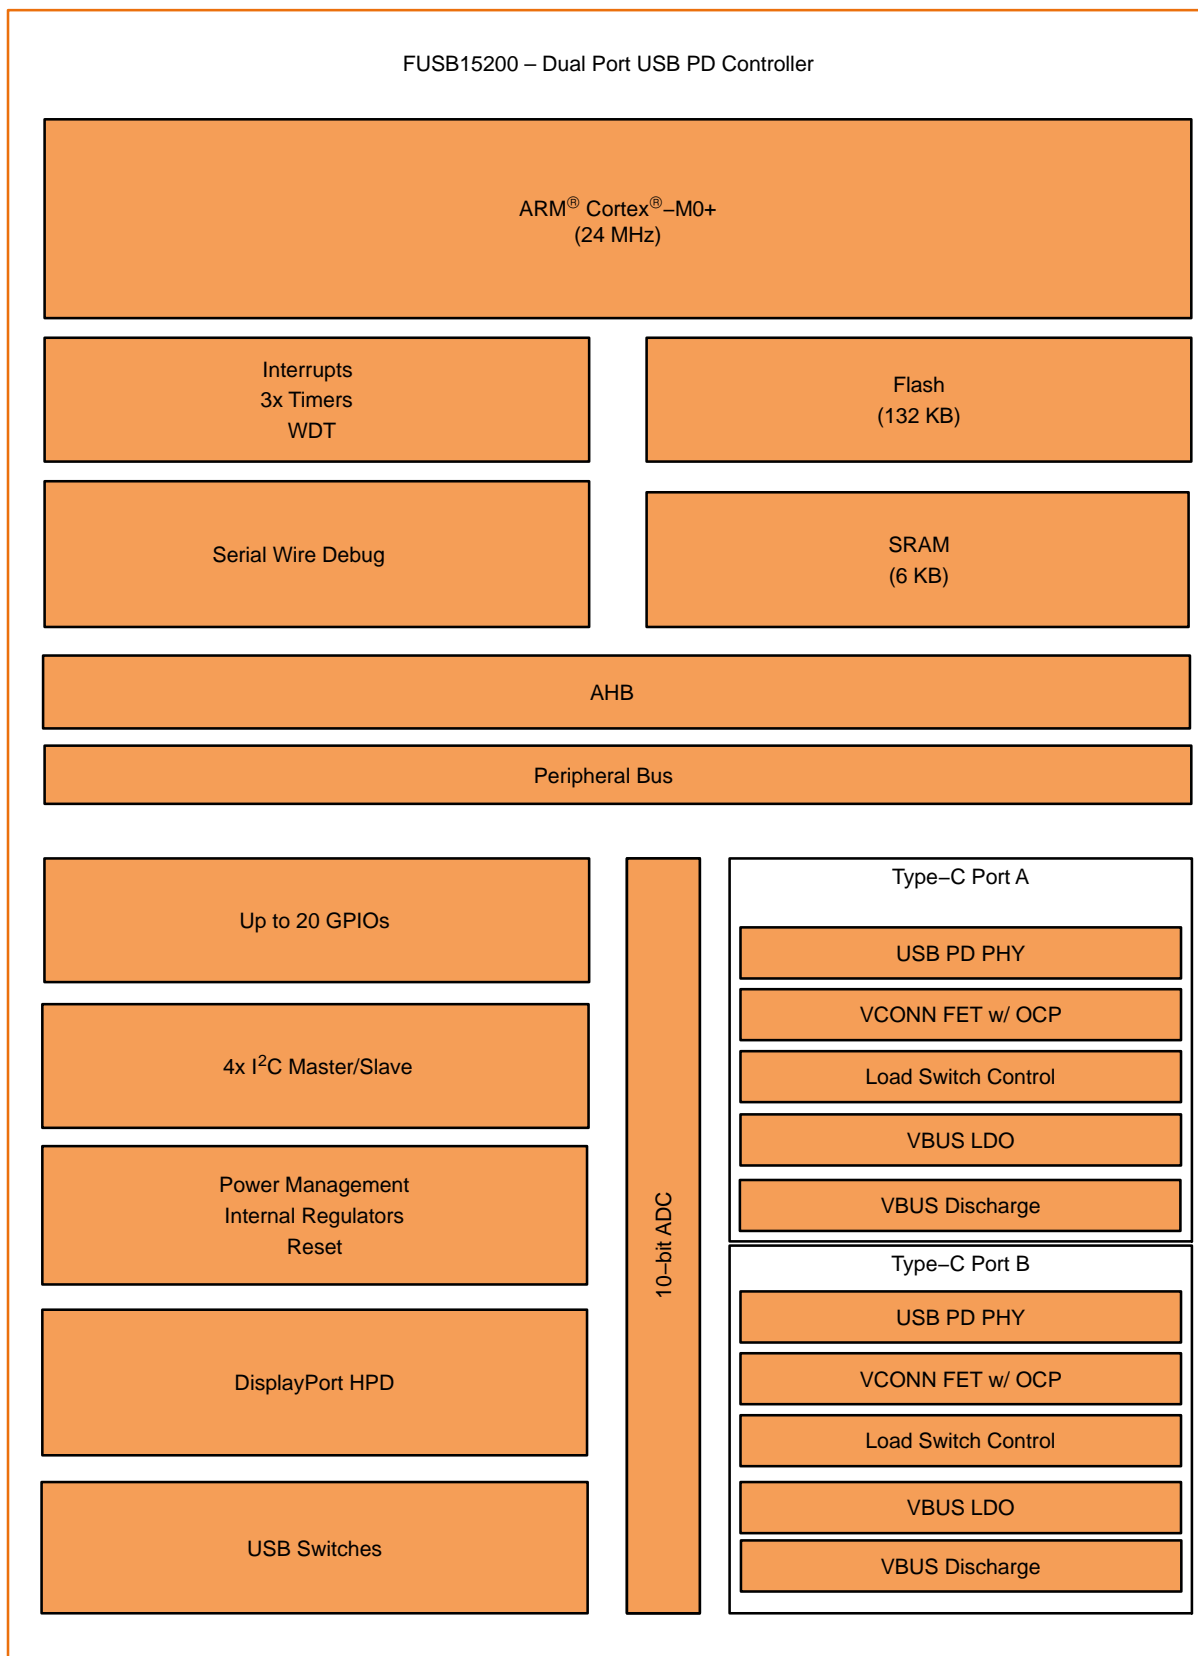 FUSB15200 – Dual Port USB PD Controller
ARM® Cortex®–M0+
(24 MHz)
Interrupts
3x Timers
WDT
Flash
(132 KB)
Serial Wire Debug
SRAM
(6 KB)
AHB
Peripheral Bus
Up to 20 GPIOs
4x I²C Master/Slave
Power Management
Internal Regulators
Reset
DisplayPort HPD
USB Switches
10–bit ADC
Type–C Port A
USB PD PHY
VCONN FET w/ OCP
Load Switch Control
VBUS LDO
VBUS Discharge
Type–C Port B
USB PD PHY
VCONN FET w/ OCP
Load Switch Control
VBUS LDO
VBUS Discharge